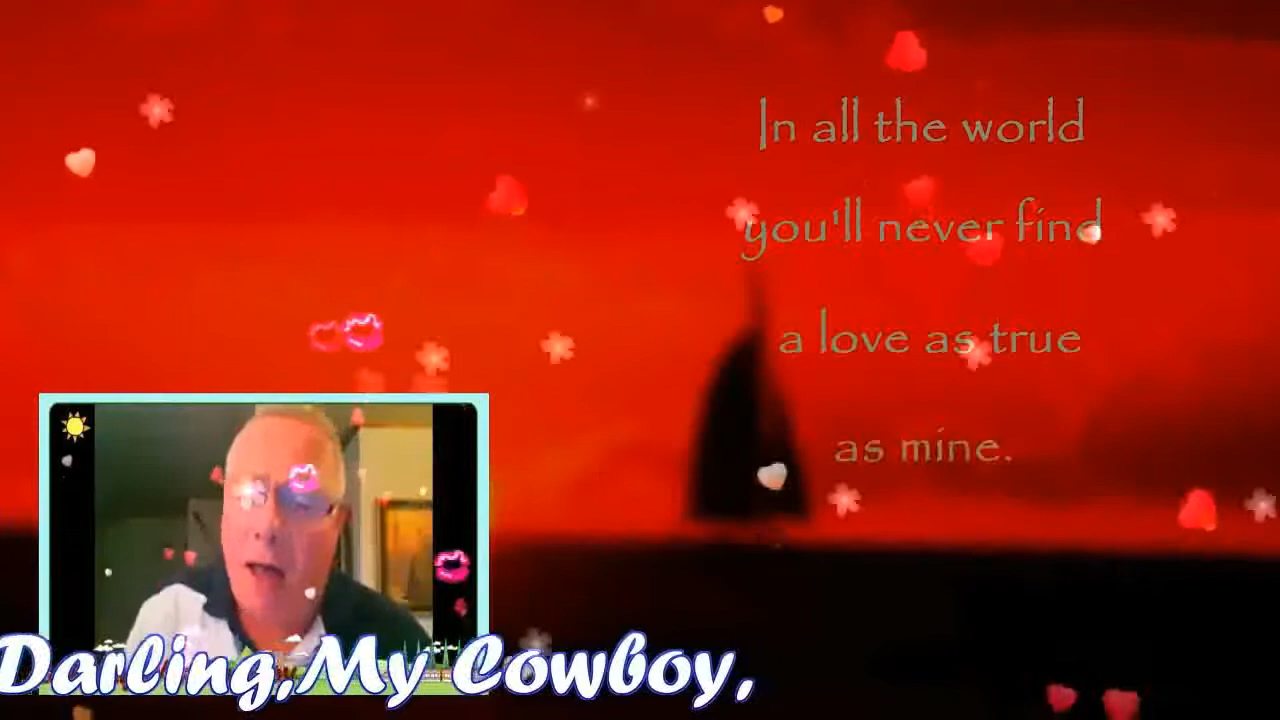 In all the world
you'll never find
a love as true
as mine.
Darling,My Cowboy,